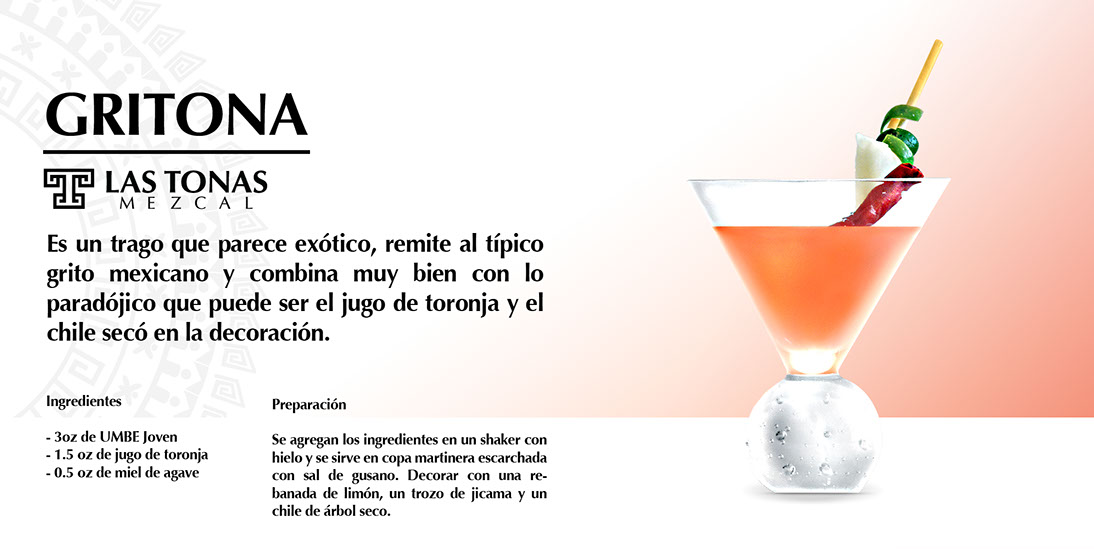 GRITONA
LAS TONAS
MEZCAL
Es un trago que parece exótico, remite al típico
grito mexicano y combina muy bien con lo
paradójico que puede ser el jugo de toronja y el
chile secó en la decoración.
Ingredientes
- 3oz de UMBE Joven
- 1.5 oz de jugo de toronja
- 0.5 oz de miel de agave
Preparación
Se agregan los ingredientes en un shaker con
hielo y se sirve en copa martinera escarchada
con sal de gusano. Decorar con una re-
banada de limón, un trozo de jicama y un
chile de árbol seco.